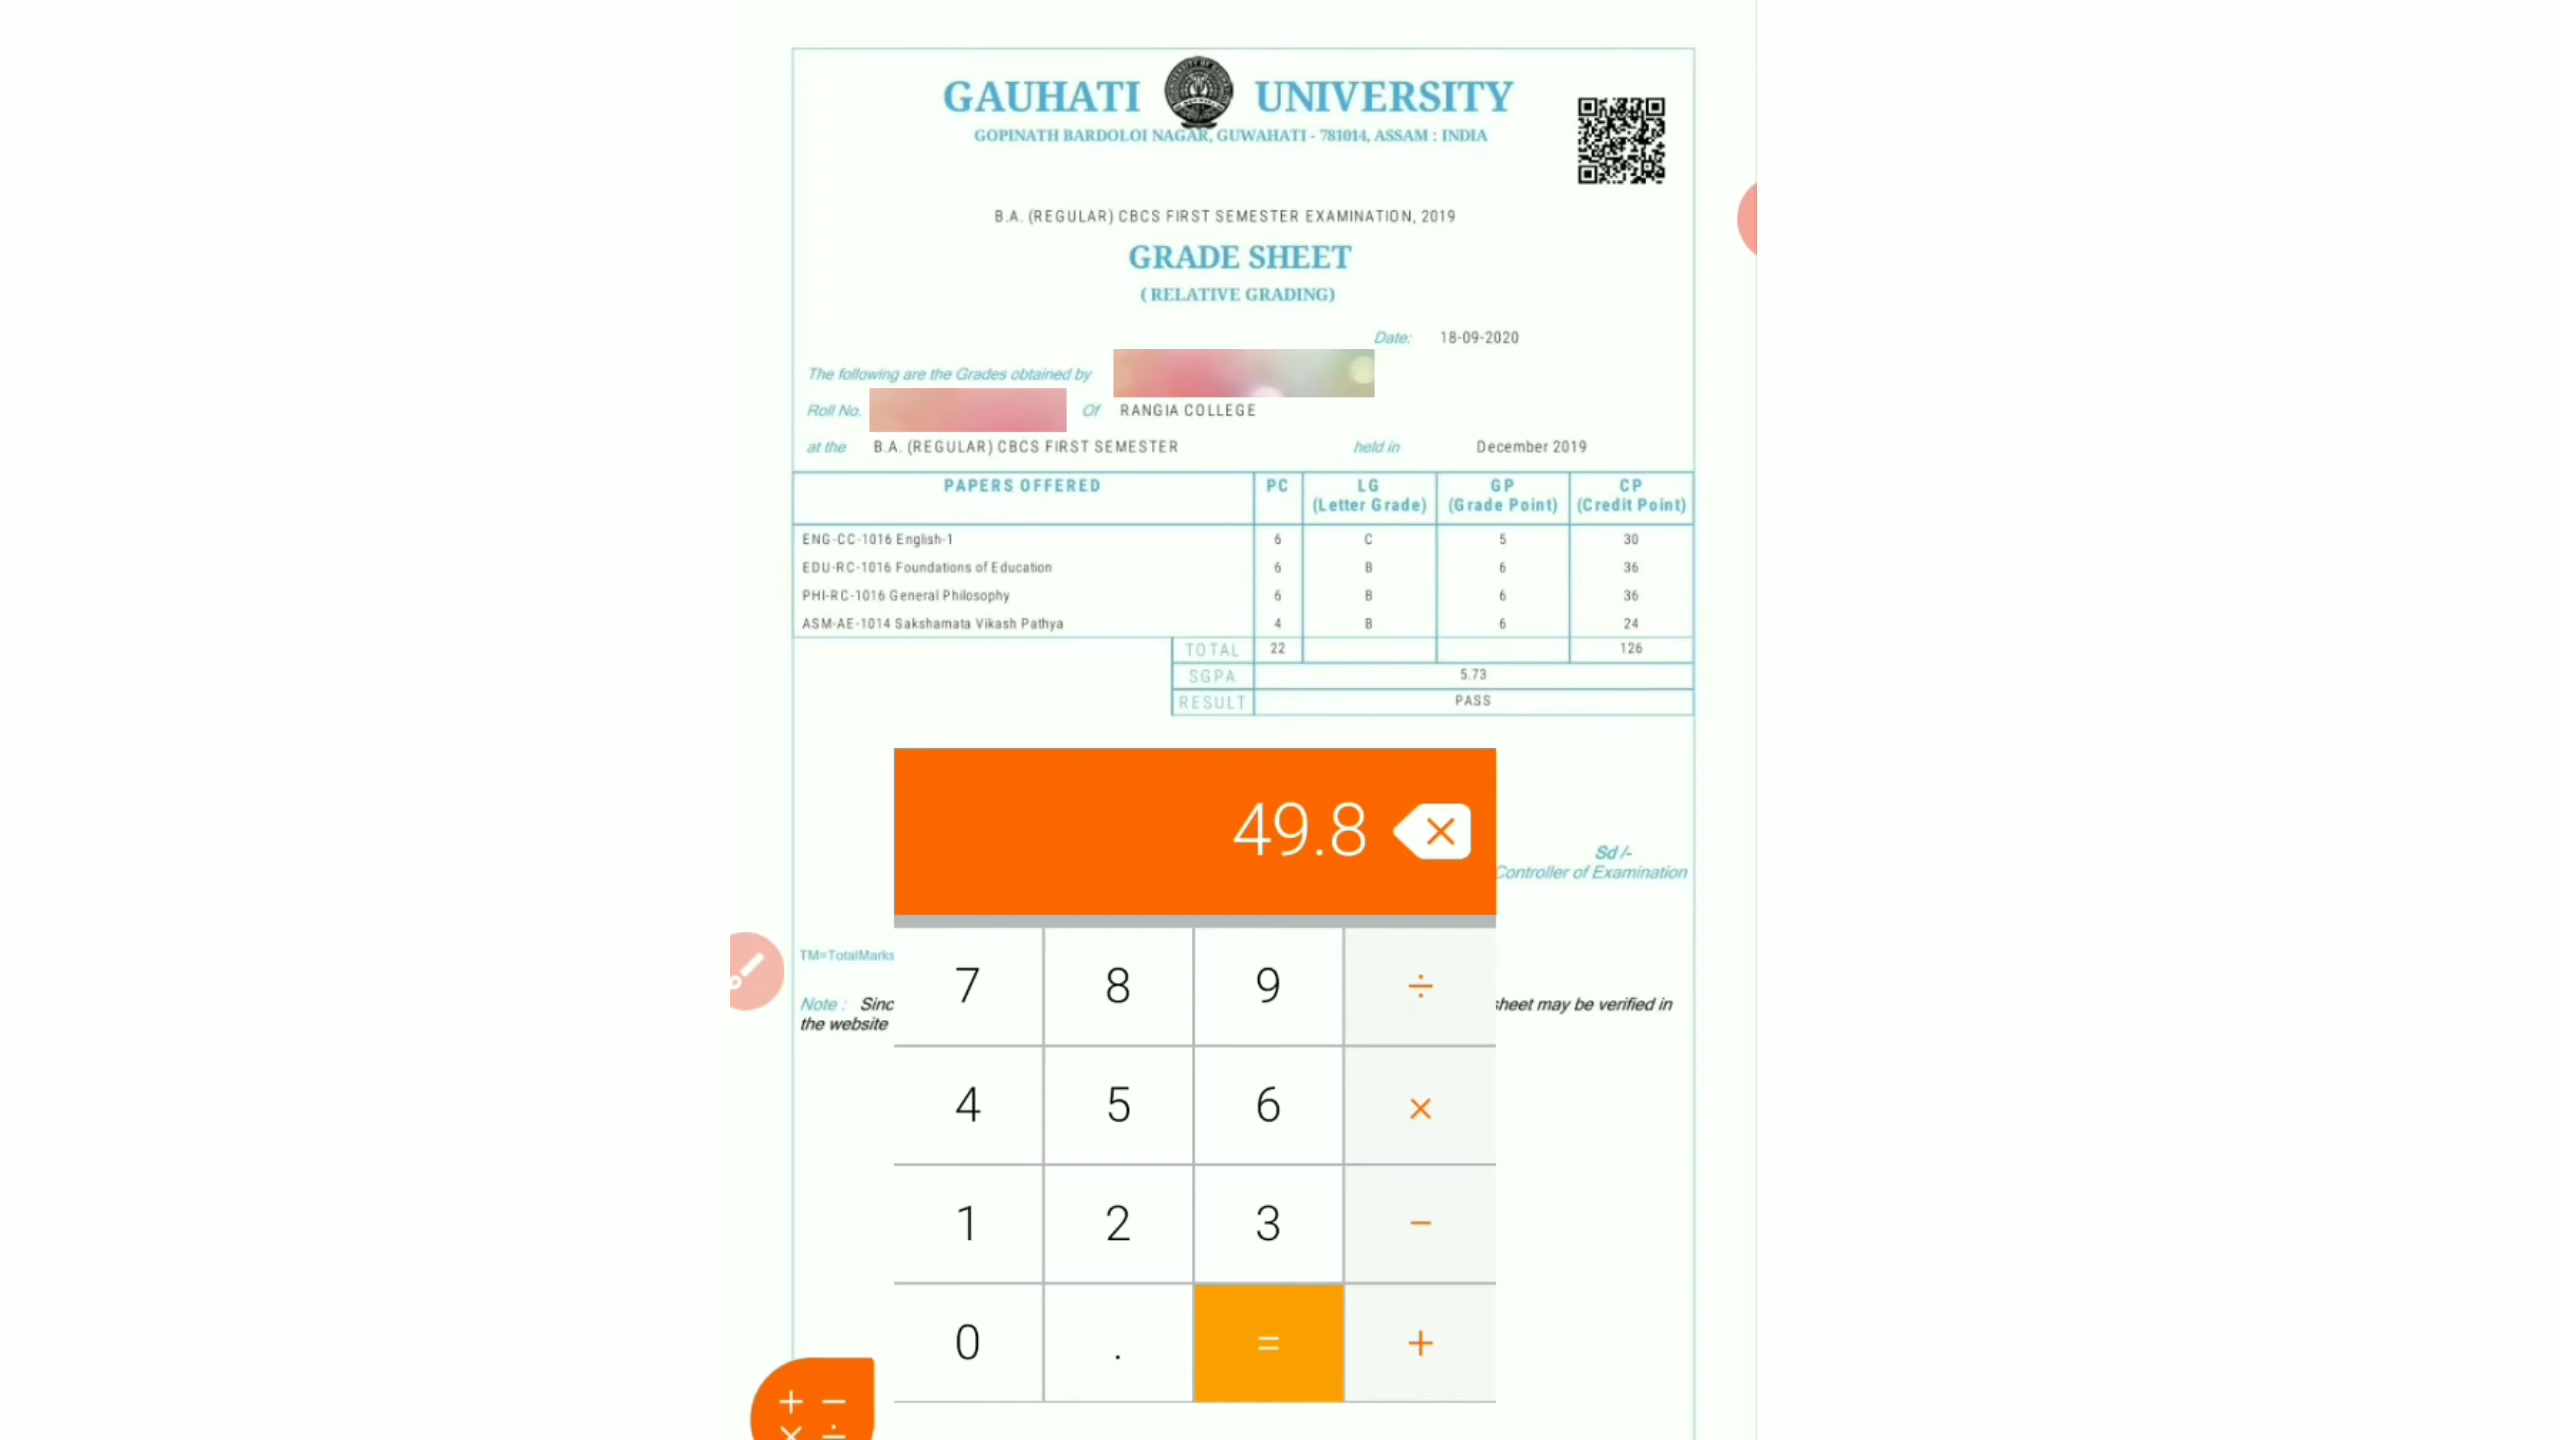 GAUHATI UNIVERSITY
GOPINATH BARDOLOI NAGAR, GUWAHATI - 781014, ASSAM : INDIA
B.A. (REGULAR) CBCS FIRST SEMESTER EXAMINATION, 2019
GRADE SHEET
( RELATIVE GRADING)
Date: 18-09-2020
The following are the Grades obtained by
Roll No. Of RANGIA COLLEGE
at the B.A. (REGULAR) CBCS FIRST SEMESTER held in December 2019
PAPERS OFFERED PC LG (Letter Grade) GP (Grade Point) CP (Credit Point)
ENG-CC-1016 English-1 6 C 5 30
EDU-RC-1016 Foundations of Education 6 B 6 36
PHI-RC-1016 General Philosophy 6 B 6 36
ASM-AE-1014 Sakshamata Vikash Pathya 4 B 6 24
TOTAL 22 126
SGPA 5.73
RESULT PASS
49.8
Sd /-
Controller of Examination
TM=TotalMarks
Note : Sinc sheet may be verified in
the website
7 8 9 ÷
4 5 6 ×
1 2 3 −
0 . = +
+ −
× ÷